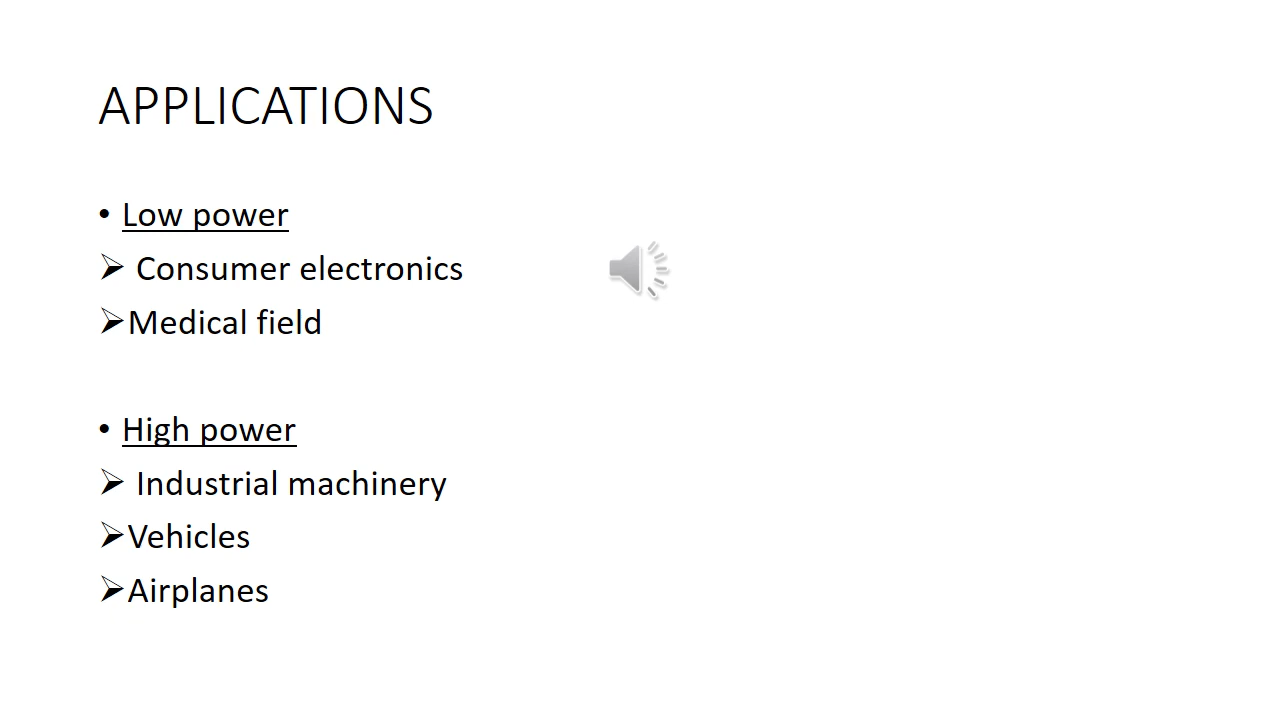 APPLICATIONS
• Low power
➢ Consumer electronics
➢Medical field
• High power
➢ Industrial machinery
➢Vehicles
➢Airplanes